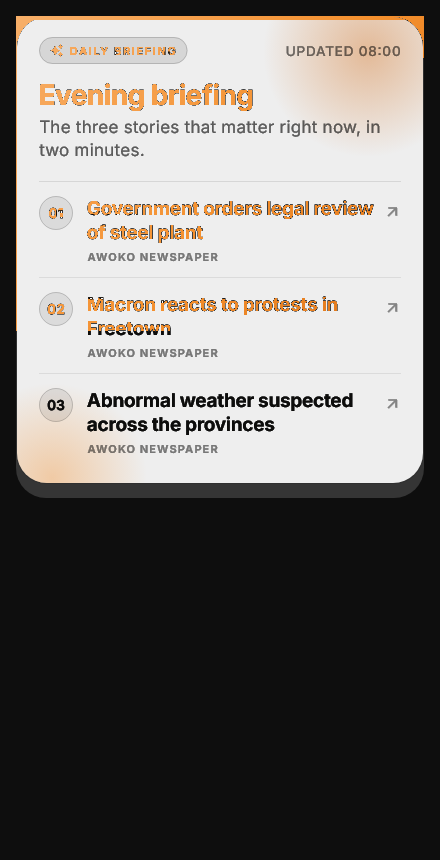 DAILY BRIEFING
UPDATED 08:00
Evening briefing
The three stories that matter right now, in
two minutes.
01
Government orders legal review
of steel plant
AWOKO NEWSPAPER
02
Macron reacts to protests in
Freetown
AWOKO NEWSPAPER
03
Abnormal weather suspected
across the provinces
AWOKO NEWSPAPER